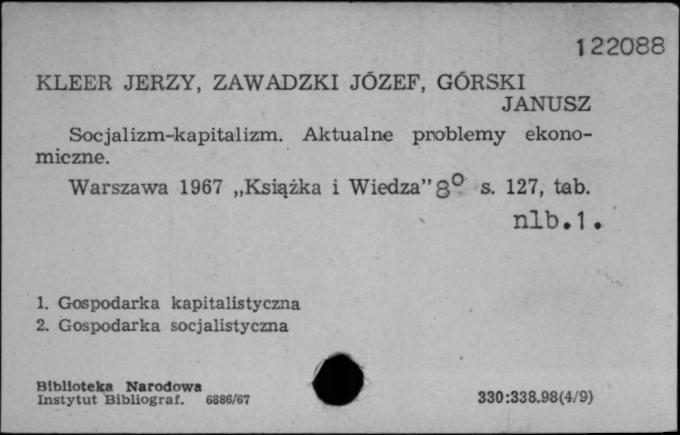 122088
KLEER JERZY, ZAWADZKI JÓZEF, GÓRSKI
JANUSZ
Socjalizm-kapitalizm. Aktualne problemy ekono-
miczne.
Warszawa 1967 „Książka i Wiedza” 8° s. 127, tab.
nlb.1.
1. Gospodarka kapitalistyczna
2. Gospodarka socjalistyczna
Biblioteka Narodowa
Instytut Bibliograf. 6886/67
330:338.98(4/9)